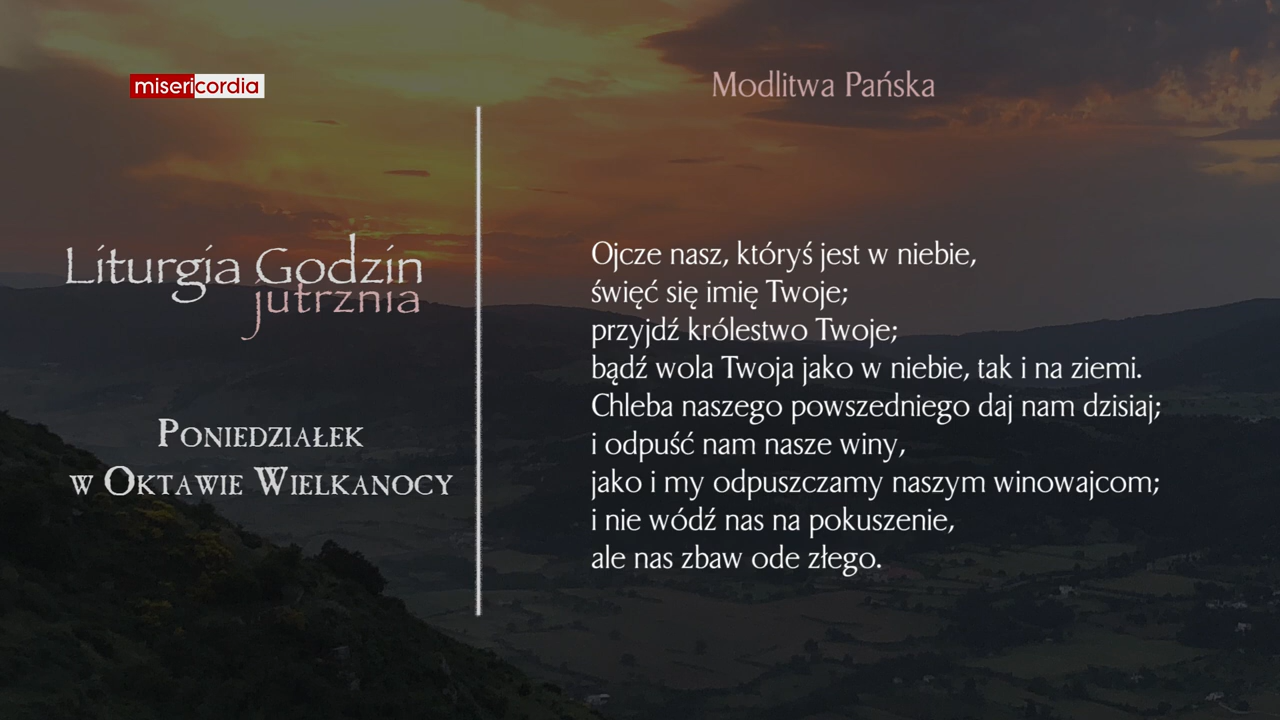 misericordia
Liturgia Godzin
jutrznia
Poniedziałek
w Oktawie Wielkanocy
Modlitwa Pańska
Ojcze nasz, któryś jest w niebie,
święć się imię Twoje;
przyjdź królestwo Twoje;
bądź wola Twoja jako w niebie, tak i na ziemi.
Chleba naszego powszedniego daj nam dzisiaj;
i odpuść nam nasze winy,
jako i my odpuszczamy naszym winowajcom;
i nie wódź nas na pokuszenie,
ale nas zbaw ode złego.